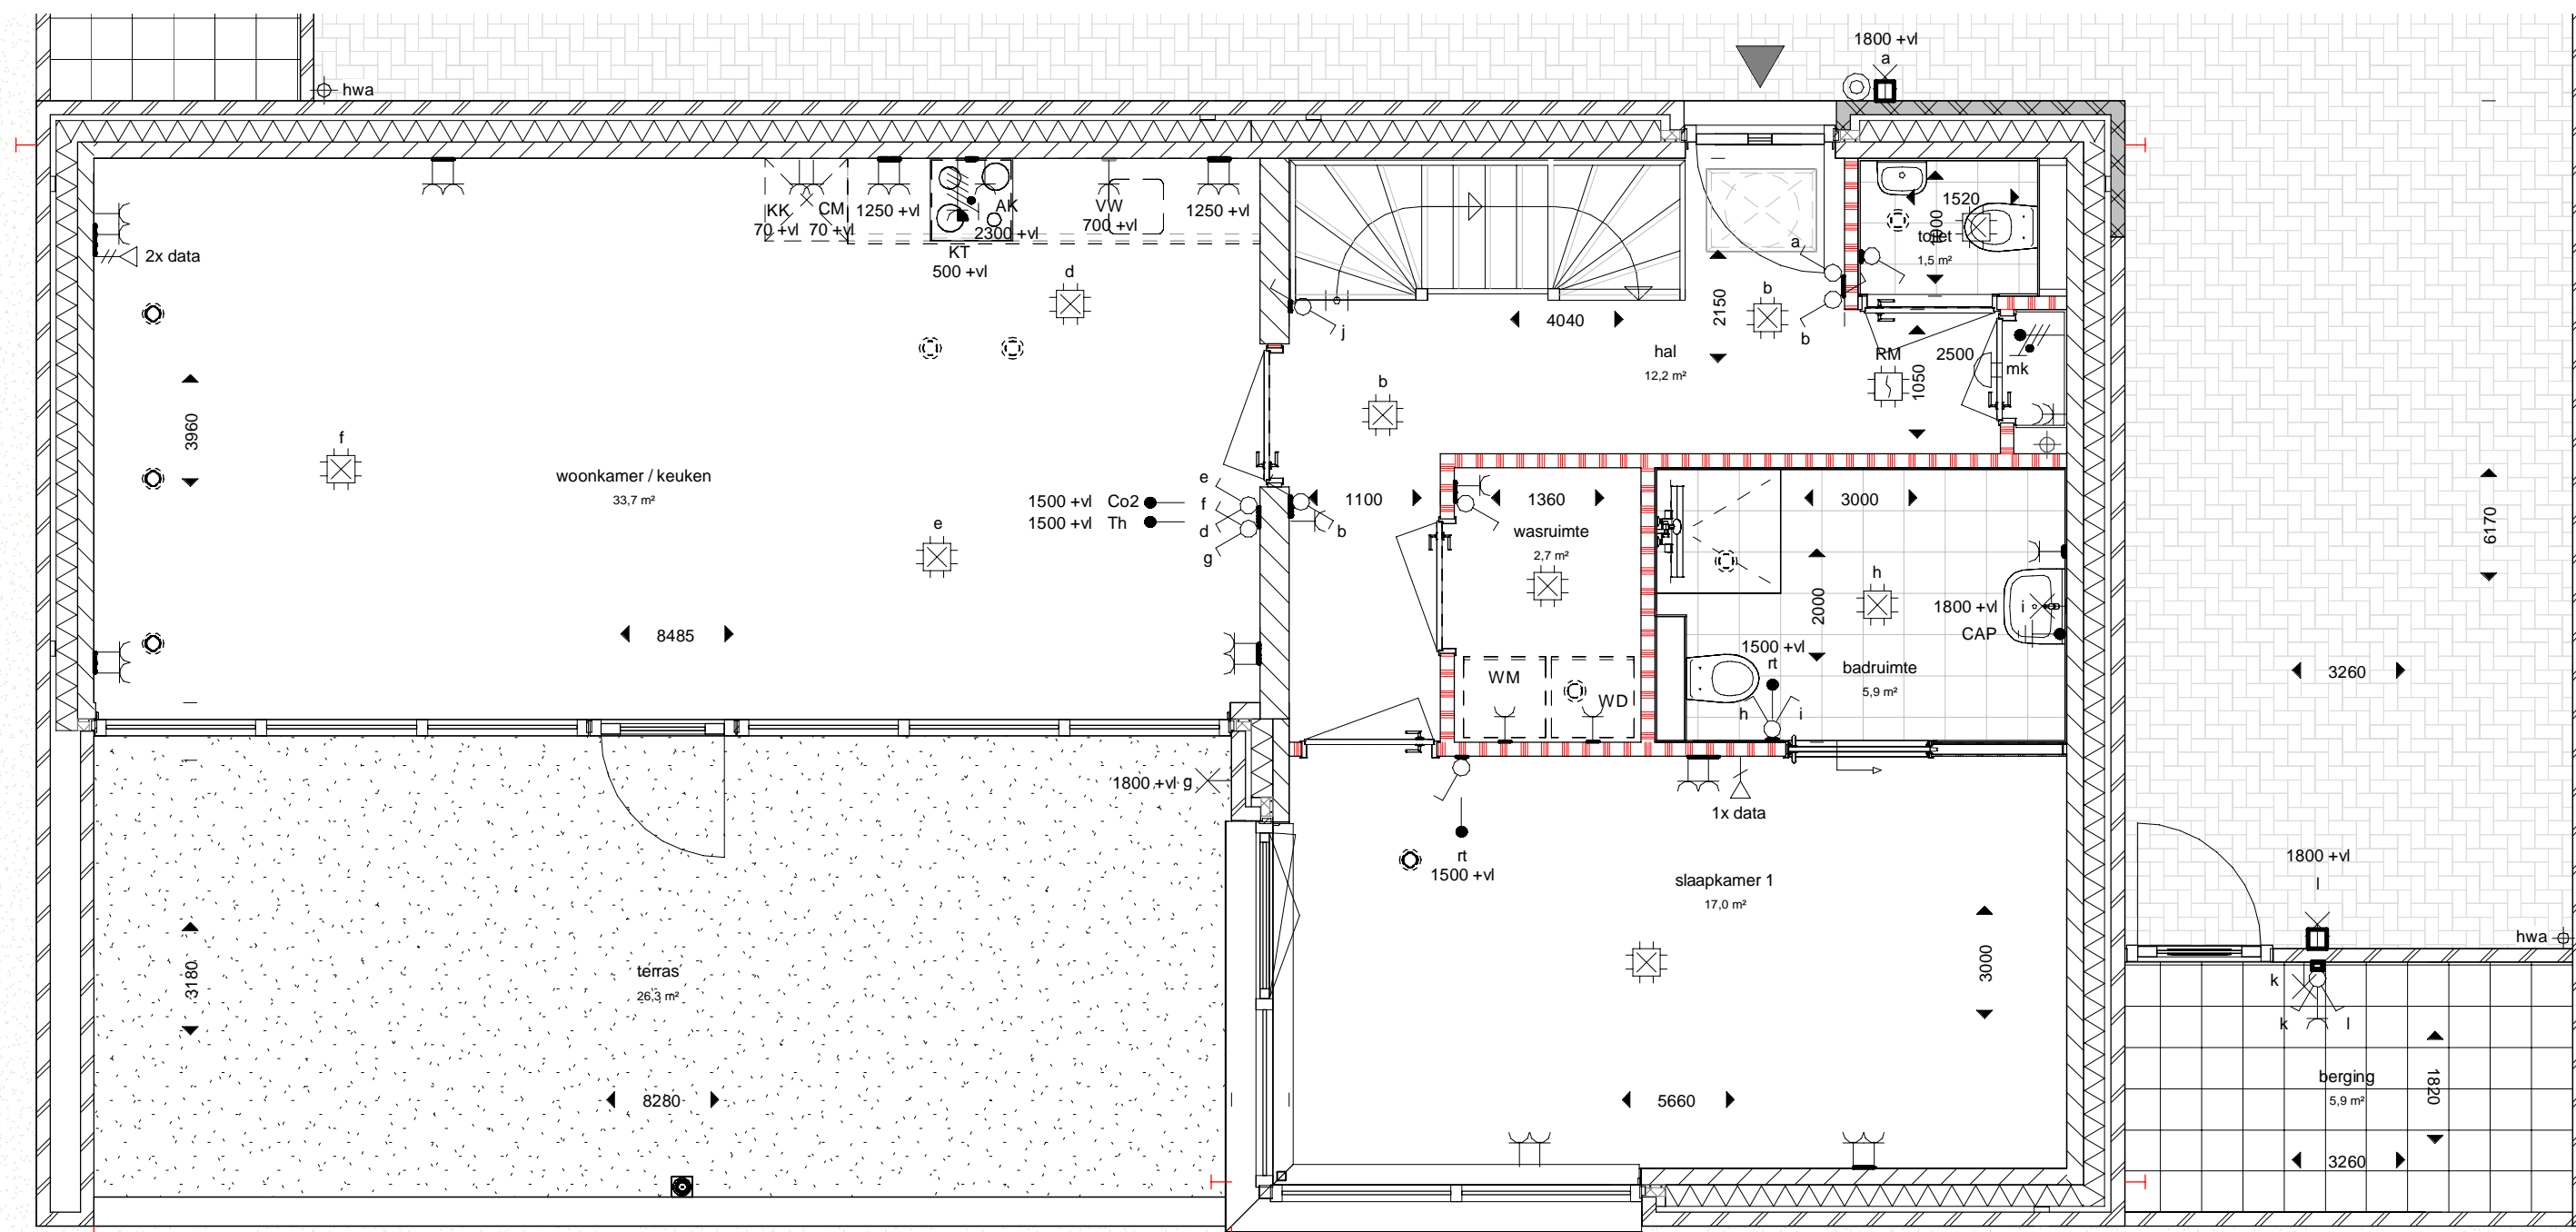 1800 +vl
a
hwa
KK
70 +vl
CM
70 +vl
1250 +vl
AK
2300 +vl
KT
500 +vl
VW
700 +vl
1250 +vl
2x data
d
f
e
woonkamer / keuken
33,7 m²
3960
8485
1500 +vl Co2
1500 +vl Th
e
f
d
g
j
b
4040
2150
hal
12,2 m²
b
b
a
b
1520
1000
toilet
1,5 m²
RM
2500
1050
mk
1100
1360
wasruimte
2,7 m²
WM
WD
3000
2000
h
1800 +vl
i
CAP
1500 +vl
rt
h
i
badruimte
5,9 m²
6170
3260
1800 +vl g
1x data
rt
1500 +vl
slaapkamer 1
17,0 m²
3000
5660
terras
26,3 m²
3180
8280
1800 +vl
l
hwa
k
k
l
berging
5,9 m²
1820
3260